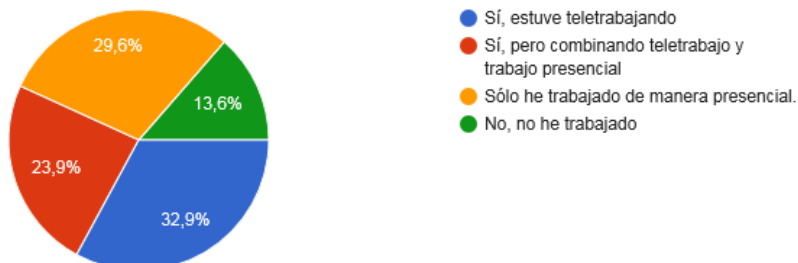 29,6%
13,6%
23,9%
32,9%
Sí, estuve teletrabajando
Sí, pero combinando teletrabajo y
trabajo presencial
Sólo he trabajado de manera presencial.
No, no he trabajado